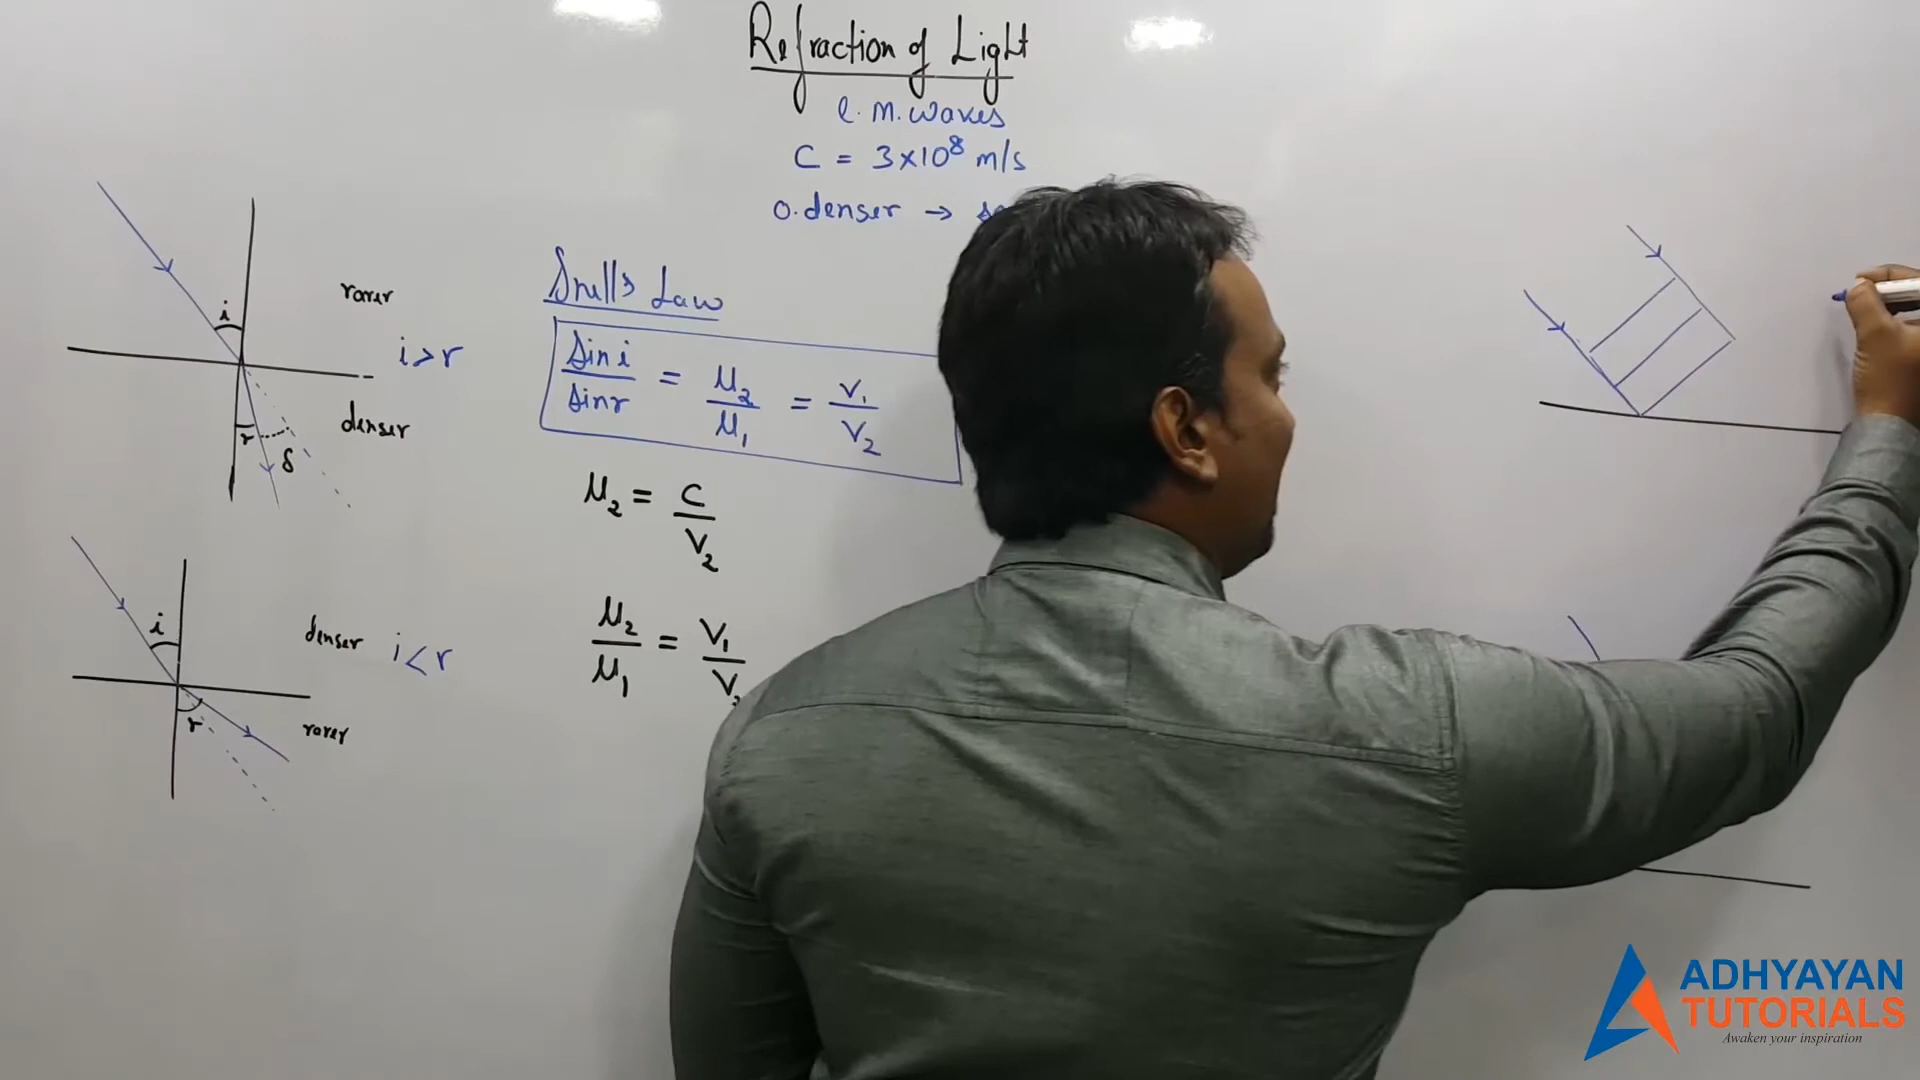 Refraction of Light
e.m. waves
C = 3×10⁸ m/s
O. denser →
i
rarer
i > r
denser
r
δ
Snell's Law
Sin i / Sin r = μ₂ / μ₁ = V₁ / V₂
μ₂ = C / V₂
μ₂ / μ₁ = V₁ / V₂
i
denser
i < r
r
rarer
ADHYAYAN
TUTORIALS
Awaken your inspiration